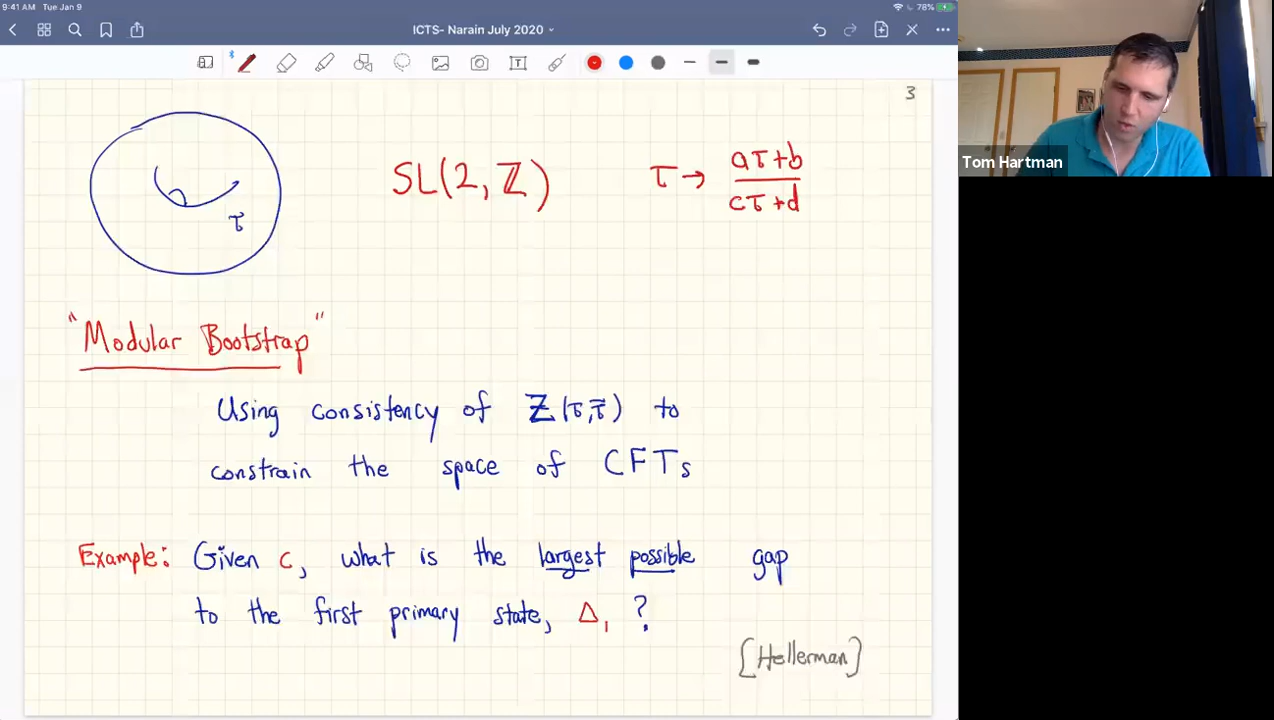 9:41 AM Tue Jan 9
78%
ICTS- Narain July 2020
3
SL(2, ℤ) τ → aτ+b / cτ+d
τ
"Modular Bootstrap"
Using consistency of Z(τ,τ̄) to
constrain the space of CFTs
Example: Given c, what is the largest possible gap
to the first primary state, Δ₁ ?
[Hellerman]
Tom Hartman